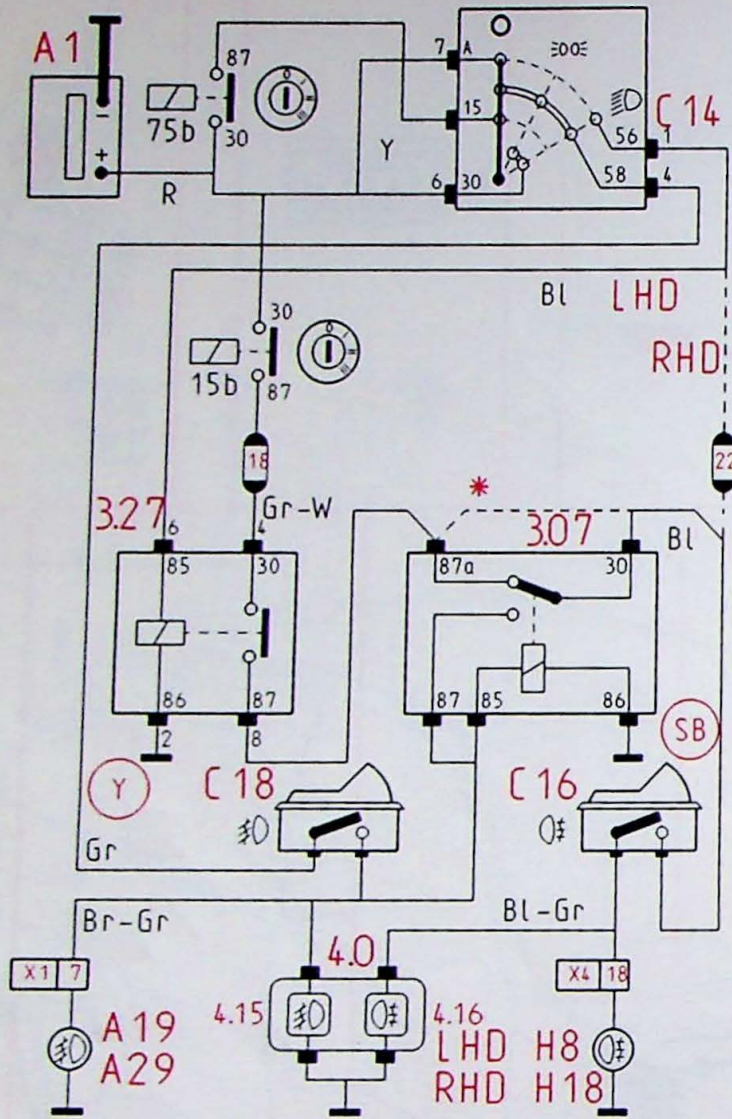 A1
87
7 A
75b
30
15
C14
56 1
Y
+
-
R
6 30
58 4
Bl LHD
RHD
30
15b
87
18
22
Gr-W
*
3.27 6 4
3.07
Bl
85 30
87a 30
86 87
87 85 86
2 8
SB
Y
C18
C16
Gr
Br-Gr
Bl-Gr
4.0
X1 7
X4 18
4.15
4.16
A19
A29
LHD H8
RHD H18